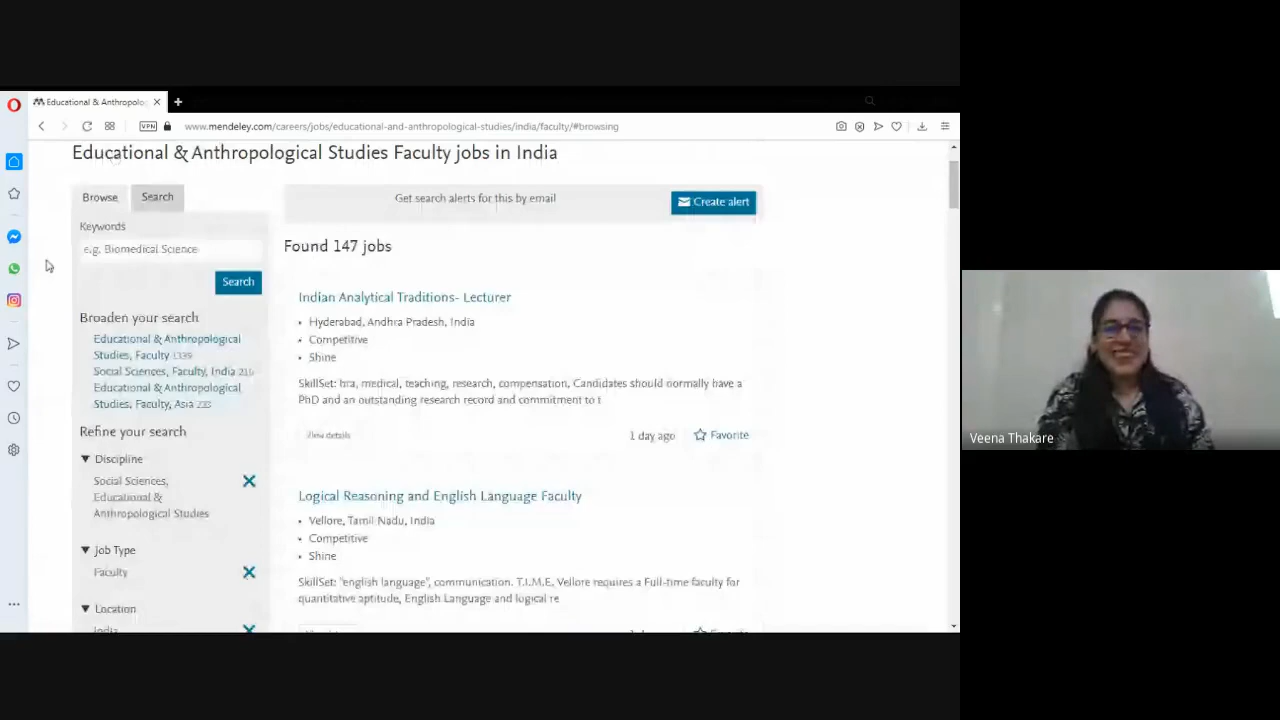 Educational & Anthropolo
www.mendeley.com/careers/jobs/educational-and-anthropological-studies/india/faculty/#browsing
VPN
Educational & Anthropological Studies Faculty jobs in India
Browse
Search
Keywords
e.g. Biomedical Science
Search
Broaden your search
Educational & Anthropological
Studies, Faculty 1339
Social Sciences, Faculty, India
Educational & Anthropological
Studies, Faculty, Asia
Refine your search
Discipline
Social Sciences,
Educational &
Anthropological Studies
Job Type
Faculty
Location
India
Get search alerts for this by email
Create alert
Found 147 jobs
Indian Analytical Traditions- Lecturer
Hyderabad, Andhra Pradesh, India
Competitive
Shine
SkillSet: hra, medical, teaching, research, compensation, Candidates should normally have a
PhD and an outstanding research record and commitment to t
View details
1 day ago
Favorite
Logical Reasoning and English Language Faculty
Vellore, Tamil Nadu, India
Competitive
Shine
SkillSet: "english language", communication. T.I.M.E, Vellore requires a Full-time faculty for
quantitative aptitude, English Language and logical re
Veena Thakare